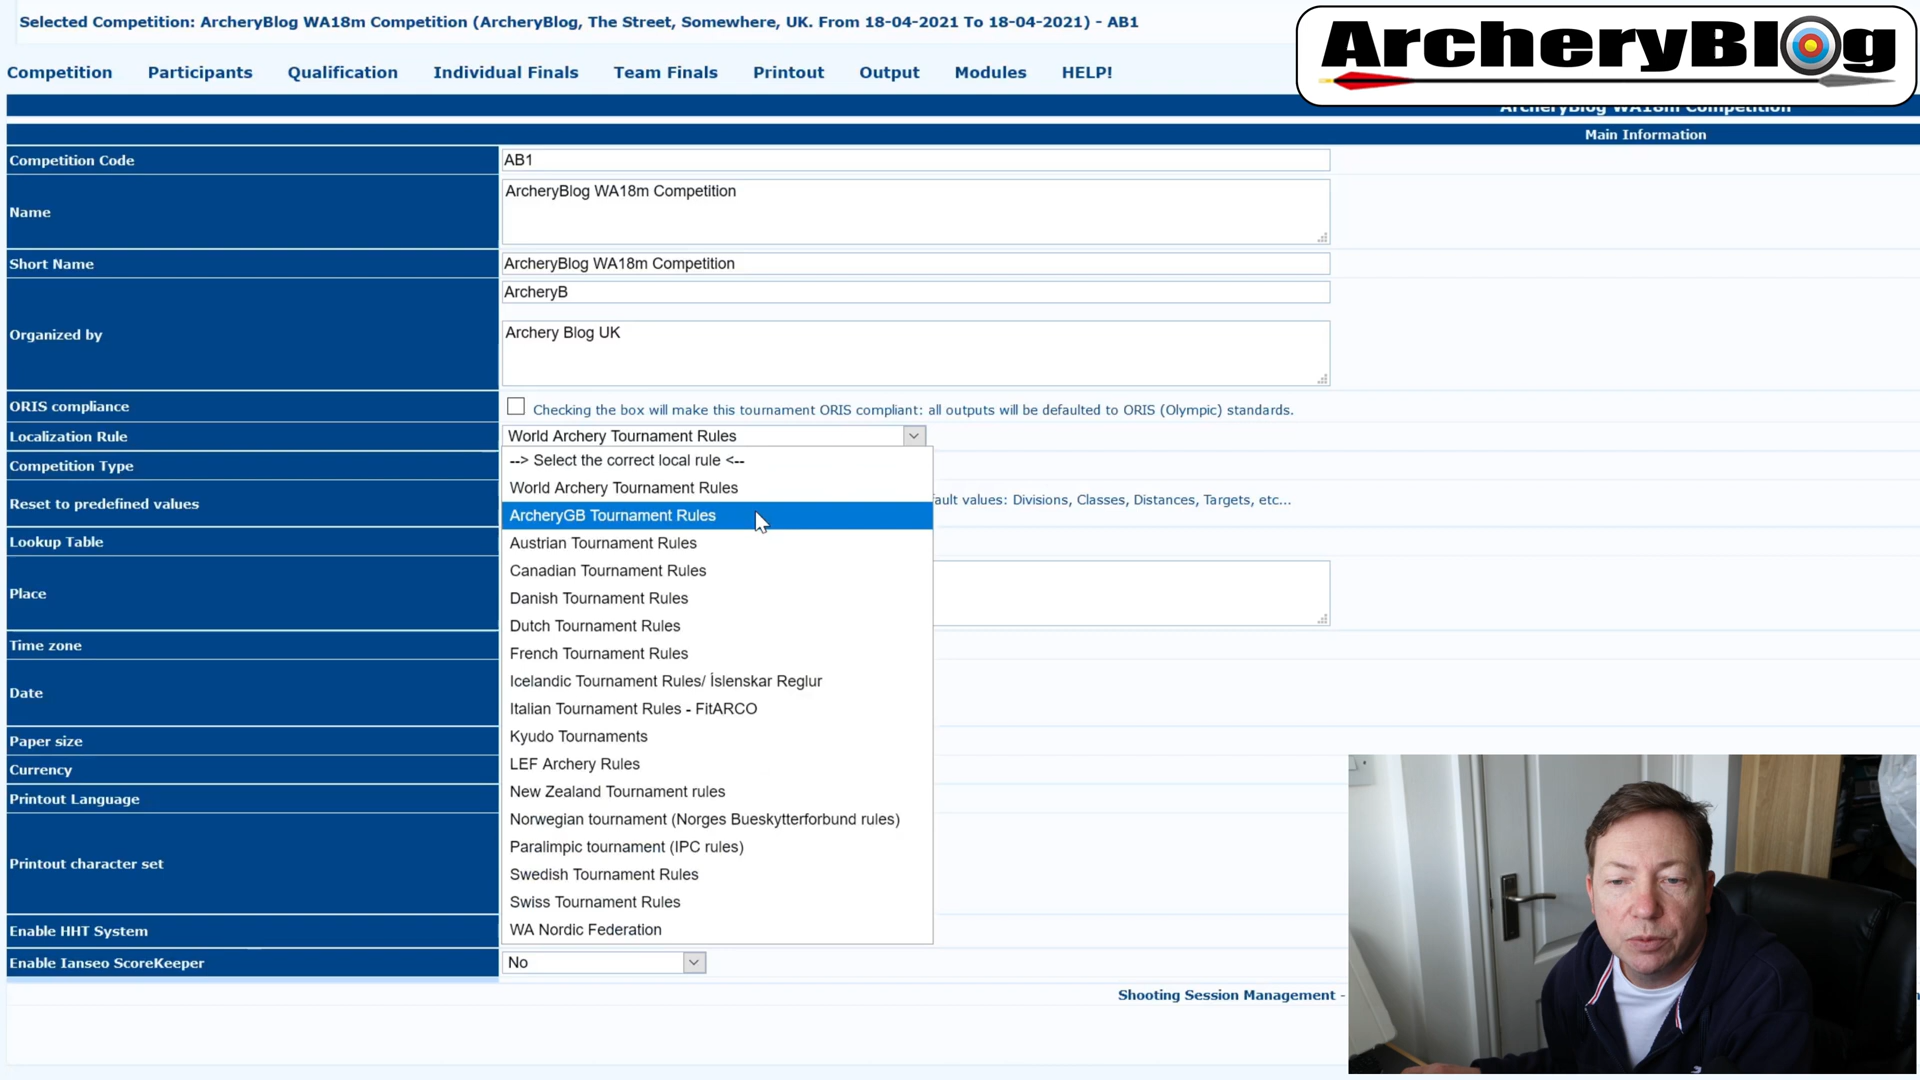 Selected Competition: ArcheryBlog WA18m Competition (ArcheryBlog, The Street, Somewhere, UK. From 18-04-2021 To 18-04-2021) - AB1
ArcheryBlog
Competition Participants Qualification Individual Finals Team Finals Printout Output Modules HELP!
ArcheryBlog WA18m Competition
Main Information
Competition Code AB1
Name ArcheryBlog WA18m Competition
Short Name ArcheryBlog WA18m Competition
ArcheryB
Organized by Archery Blog UK
ORIS compliance Checking the box will make this tournament ORIS compliant: all outputs will be defaulted to ORIS (Olympic) standards.
Localization Rule World Archery Tournament Rules
--> Select the correct local rule <--
Competition Type
World Archery Tournament Rules
Reset to predefined values ault values: Divisions, Classes, Distances, Targets, etc...
ArcheryGB Tournament Rules
Lookup Table
Austrian Tournament Rules
Canadian Tournament Rules
Place
Danish Tournament Rules
Dutch Tournament Rules
Time zone
French Tournament Rules
Icelandic Tournament Rules/ Íslenskar Reglur
Date
Italian Tournament Rules - FitARCO
Paper size
Kyudo Tournaments
Currency
LEF Archery Rules
Printout Language
New Zealand Tournament rules
Norwegian tournament (Norges Bueskytterforbund rules)
Printout character set
Paralimpic tournament (IPC rules)
Swedish Tournament Rules
Swiss Tournament Rules
Enable HHT System
WA Nordic Federation
Enable Ianseo ScoreKeeper No
Shooting Session Management -